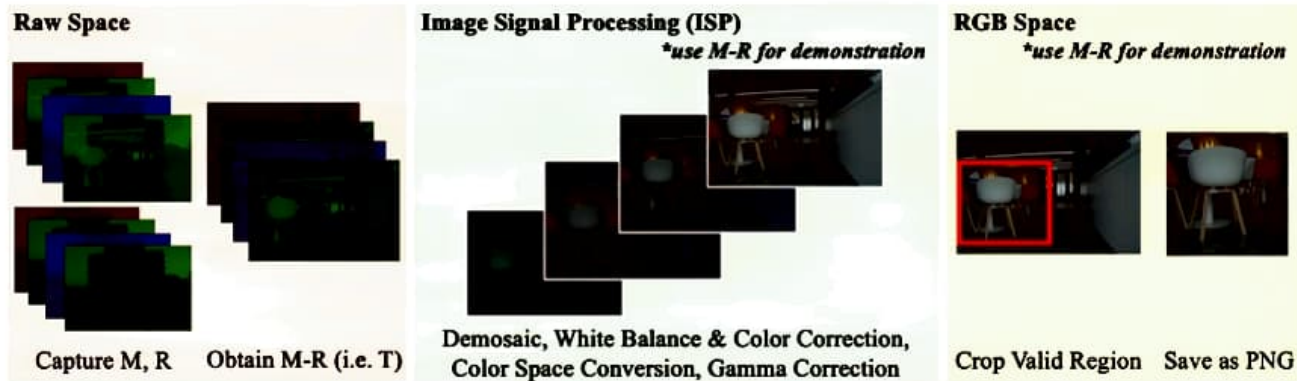 Raw Space
Capture M, R
Obtain M-R (i.e. T)
Image Signal Processing (ISP)
*use M-R for demonstration
Demosaic, White Balance & Color Correction,
Color Space Conversion, Gamma Correction
RGB Space
*use M-R for demonstration
Crop Valid Region
Save as PNG